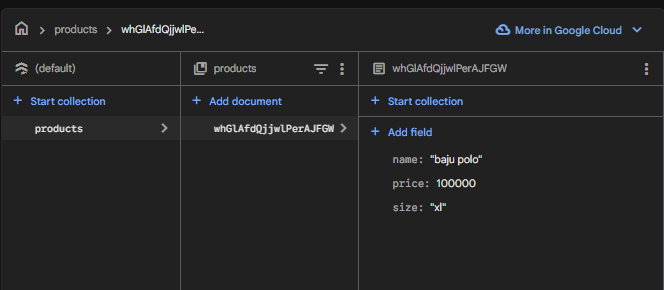 products
whGlAfdQjjwlPe...
More in Google Cloud
(default)
products
whGlAfdQjjwlPerAJFGW
+ Start collection
+ Add document
+ Start collection
products
whGlAfdQjjwlPerAJFGW
+ Add field
name: "baju polo"
price: 100000
size: "xl"